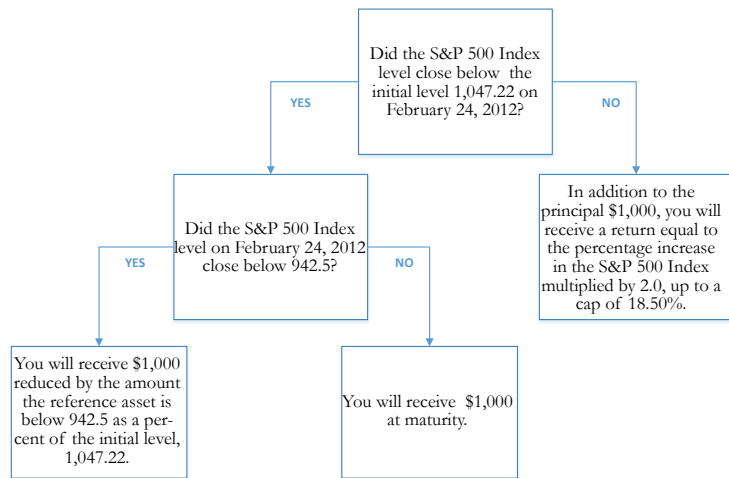 Did the S&P 500 Index
level close below the
initial level 1,047.22 on
February 24, 2012?
YES
NO
Did the S&P 500 Index
level on February 24, 2012
close below 942.5?
In addition to the
principal $1,000, you will
receive a return equal to
the percentage increase
in the S&P 500 Index
multiplied by 2.0, up to a
cap of 18.50%.
YES
NO
You will receive $1,000
reduced by the amount
the reference asset is
below 942.5 as a per-
cent of the initial level,
1,047.22.
You will receive $1,000
at maturity.